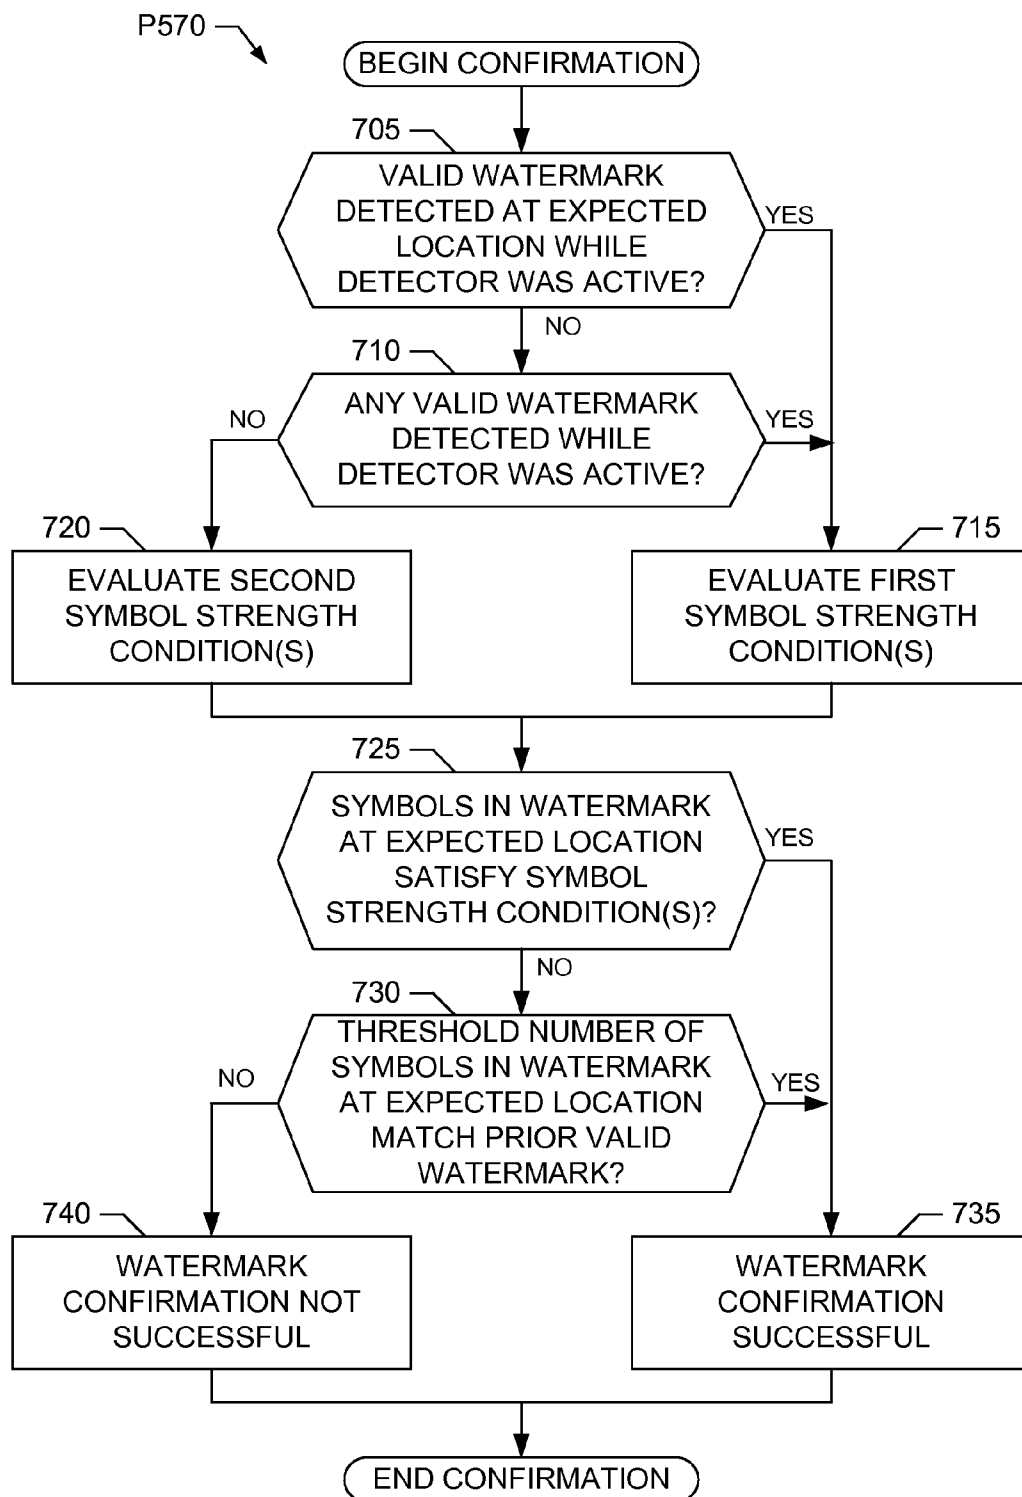 P570
BEGIN CONFIRMATION
705
VALID WATERMARK
DETECTED AT EXPECTED
LOCATION WHILE
DETECTOR WAS ACTIVE?
YES
NO
710
ANY VALID WATERMARK
DETECTED WHILE
DETECTOR WAS ACTIVE?
NO
YES
720
EVALUATE SECOND
SYMBOL STRENGTH
CONDITION(S)
715
EVALUATE FIRST
SYMBOL STRENGTH
CONDITION(S)
725
SYMBOLS IN WATERMARK
AT EXPECTED LOCATION
SATISFY SYMBOL
STRENGTH CONDITION(S)?
YES
NO
730
THRESHOLD NUMBER OF
SYMBOLS IN WATERMARK
AT EXPECTED LOCATION
MATCH PRIOR VALID
WATERMARK?
NO
YES
740
WATERMARK
CONFIRMATION NOT
SUCCESSFUL
735
WATERMARK
CONFIRMATION
SUCCESSFUL
END CONFIRMATION